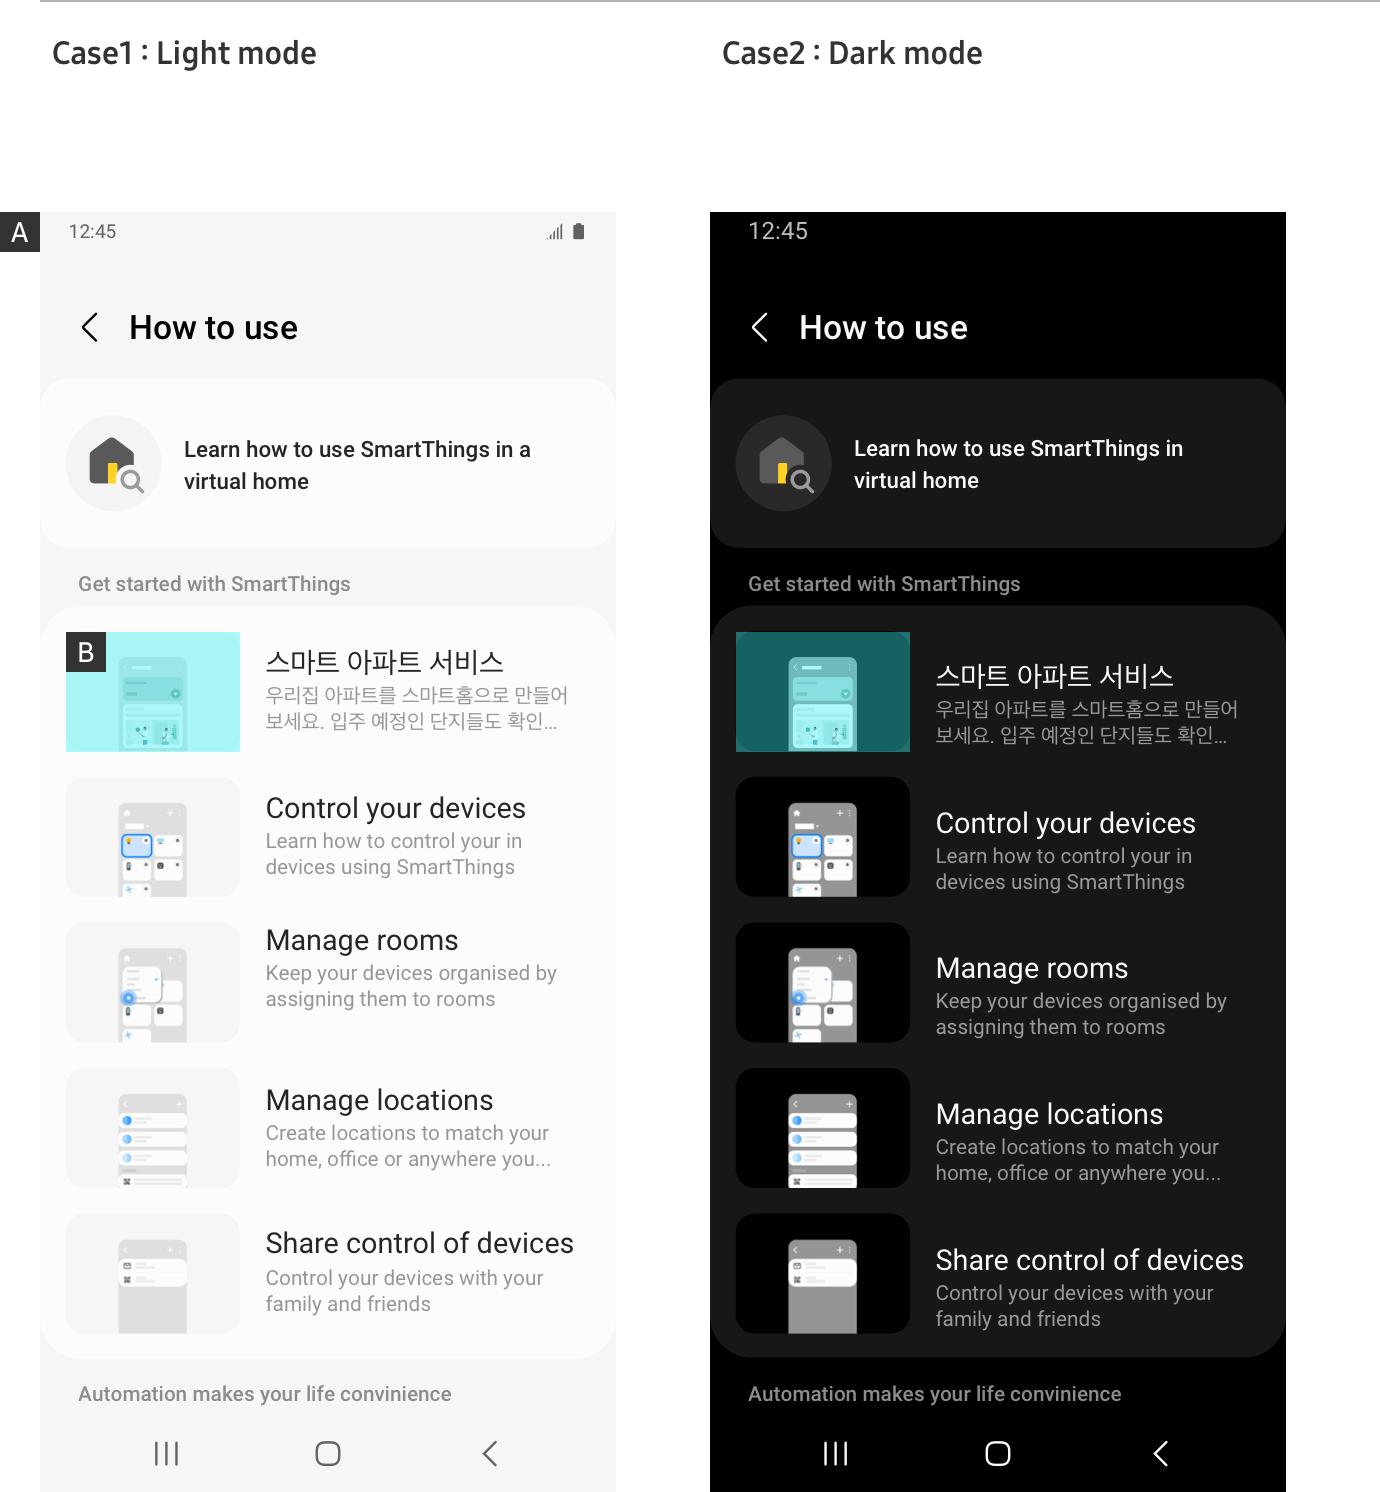 Case1 : Light mode
Case2 : Dark mode
A
12:45
How to use
Learn how to use SmartThings in a
virtual home
Get started with SmartThings
B
스마트 아파트 서비스
우리집 아파트를 스마트홈으로 만들어
보세요. 입주 예정인 단지들도 확인...
Control your devices
Learn how to control your in
devices using SmartThings
Manage rooms
Keep your devices organised by
assigning them to rooms
Manage locations
Create locations to match your
home, office or anywhere you...
Share control of devices
Control your devices with your
family and friends
Automation makes your life convinience
12:45
How to use
Learn how to use SmartThings in
virtual home
Get started with SmartThings
스마트 아파트 서비스
우리집 아파트를 스마트홈으로 만들어
보세요. 입주 예정인 단지들도 확인...
Control your devices
Learn how to control your in
devices using SmartThings
Manage rooms
Keep your devices organised by
assigning them to rooms
Manage locations
Create locations to match your
home, office or anywhere you...
Share control of devices
Control your devices with your
family and friends
Automation makes your life convinience